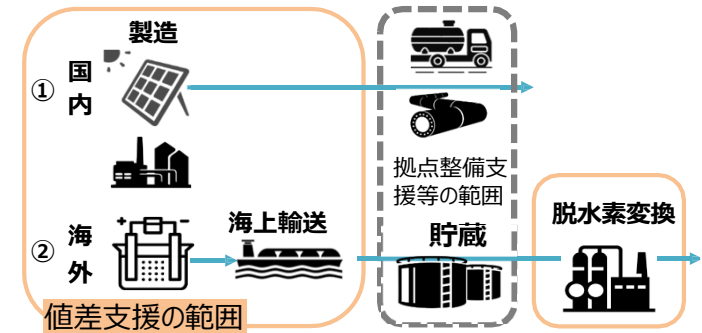 製造
①
国
内
拠点整備支
援等の範囲
②
海
外
海上輸送
貯蔵
脱水素変換
値差支援の範囲